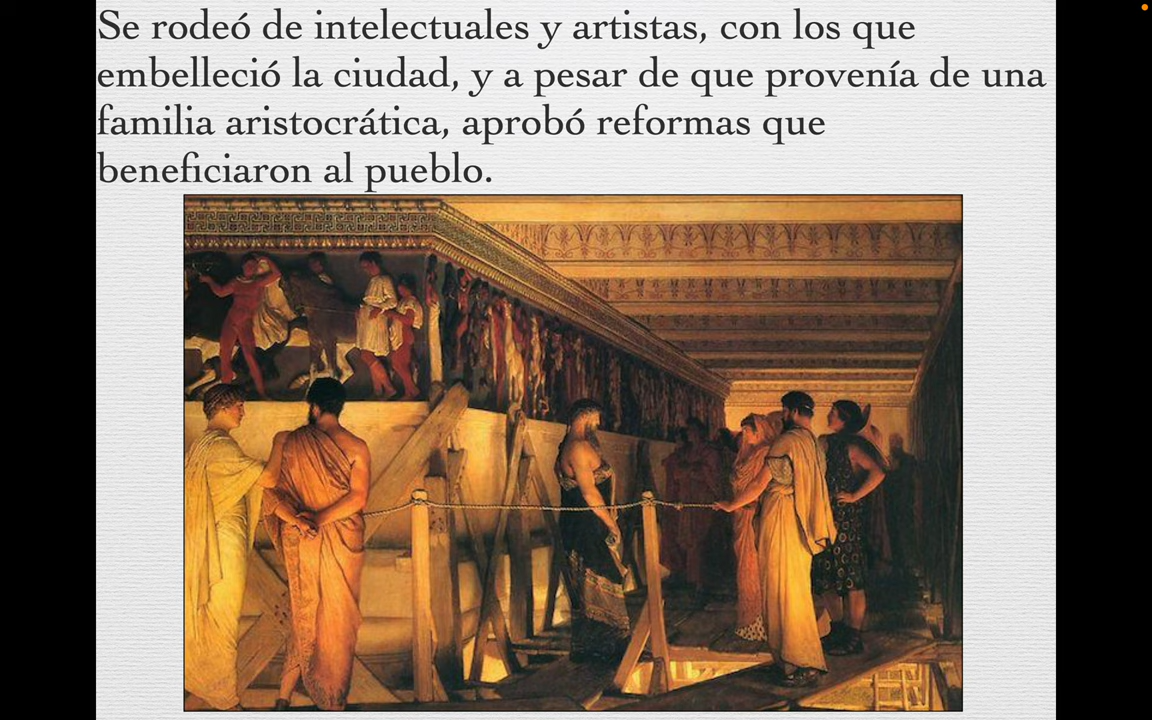 Se rodeó de intelectuales y artistas, con los que
embelleció la ciudad, y a pesar de que provenía de una
familia aristocrática, aprobó reformas que
beneficiaron al pueblo.